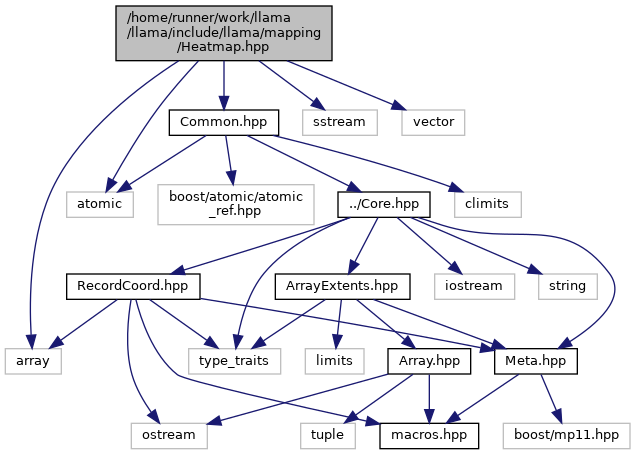 /home/runner/work/llama
/llama/include/llama/mapping
/Heatmap.hpp
Common.hpp
sstream
vector
atomic
boost/atomic/atomic
_ref.hpp
../Core.hpp
climits
RecordCoord.hpp
ArrayExtents.hpp
iostream
string
array
type_traits
limits
Array.hpp
Meta.hpp
ostream
tuple
macros.hpp
boost/mp11.hpp